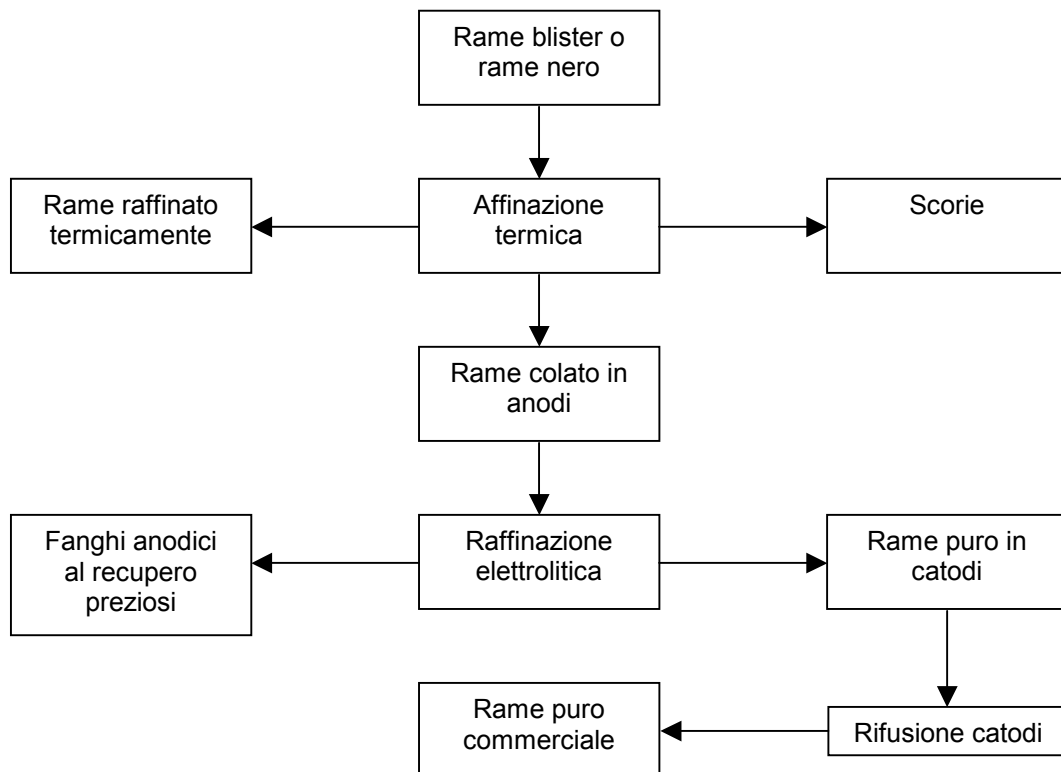 Rame blister o
rame nero
Rame raffinato
termicamente
Affinazione
termica
Scorie
Rame colato in
anodi
Fanghi anodici
al recupero
preziosi
Raffinazione
elettrolitica
Rame puro in
catodi
Rame puro
commerciale
Rifusione catodi